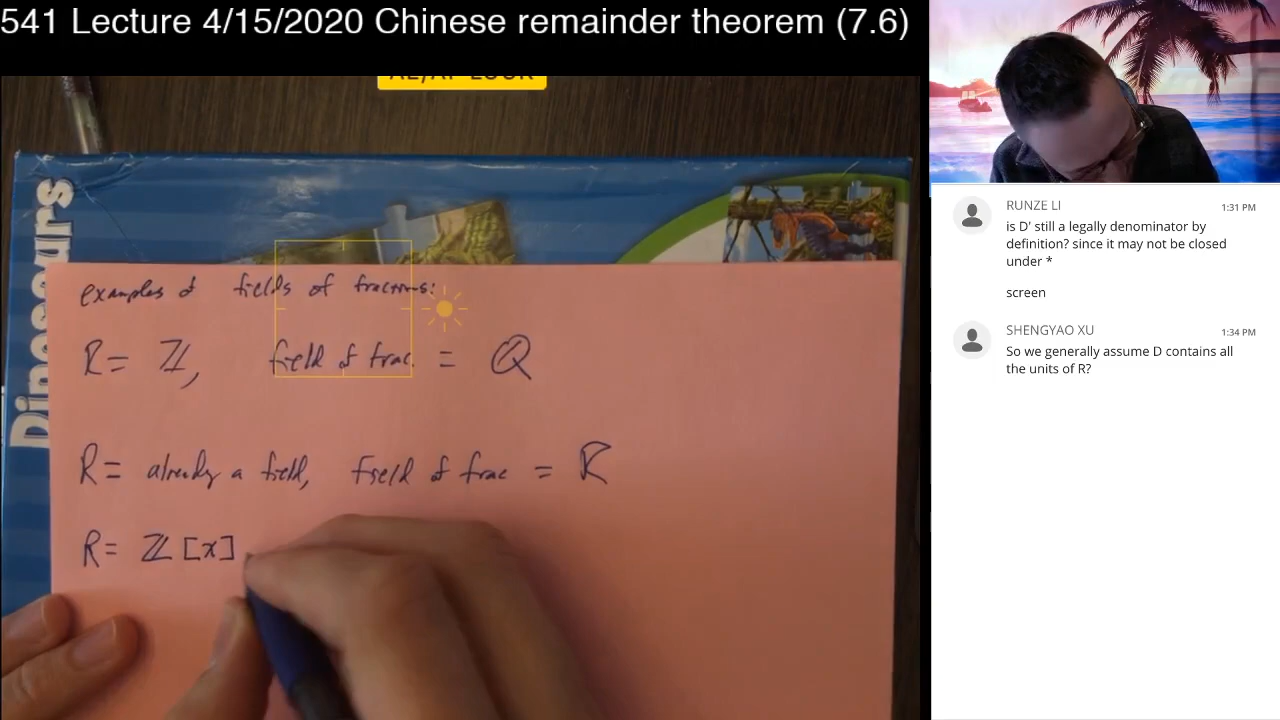 541 Lecture 4/15/2020 Chinese remainder theorem (7.6)
AE/AF LOCK
Dinosaurs
examples of fields of fractions:
R = ℤ, field of frac. = ℚ
R = already a field, field of frac = R
R = ℤ[x]
RUNZE LI 1:31 PM
is D' still a legally denominator by
definition? since it may not be closed
under *
screen
SHENGYAO XU 1:34 PM
So we generally assume D contains all
the units of R?